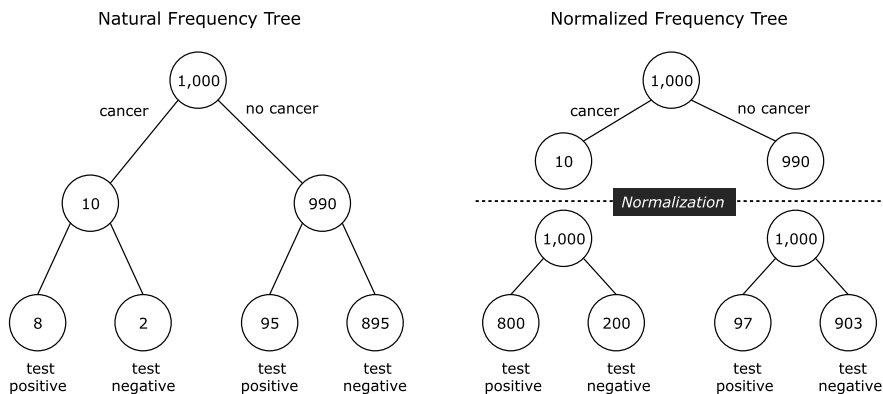 Natural Frequency Tree
1,000
cancer
no cancer
10
990
8
2
95
895
test
positive
test
negative
test
positive
test
negative
Normalized Frequency Tree
1,000
cancer
no cancer
10
990
Normalization
1,000
1,000
800
200
97
903
test
positive
test
negative
test
positive
test
negative